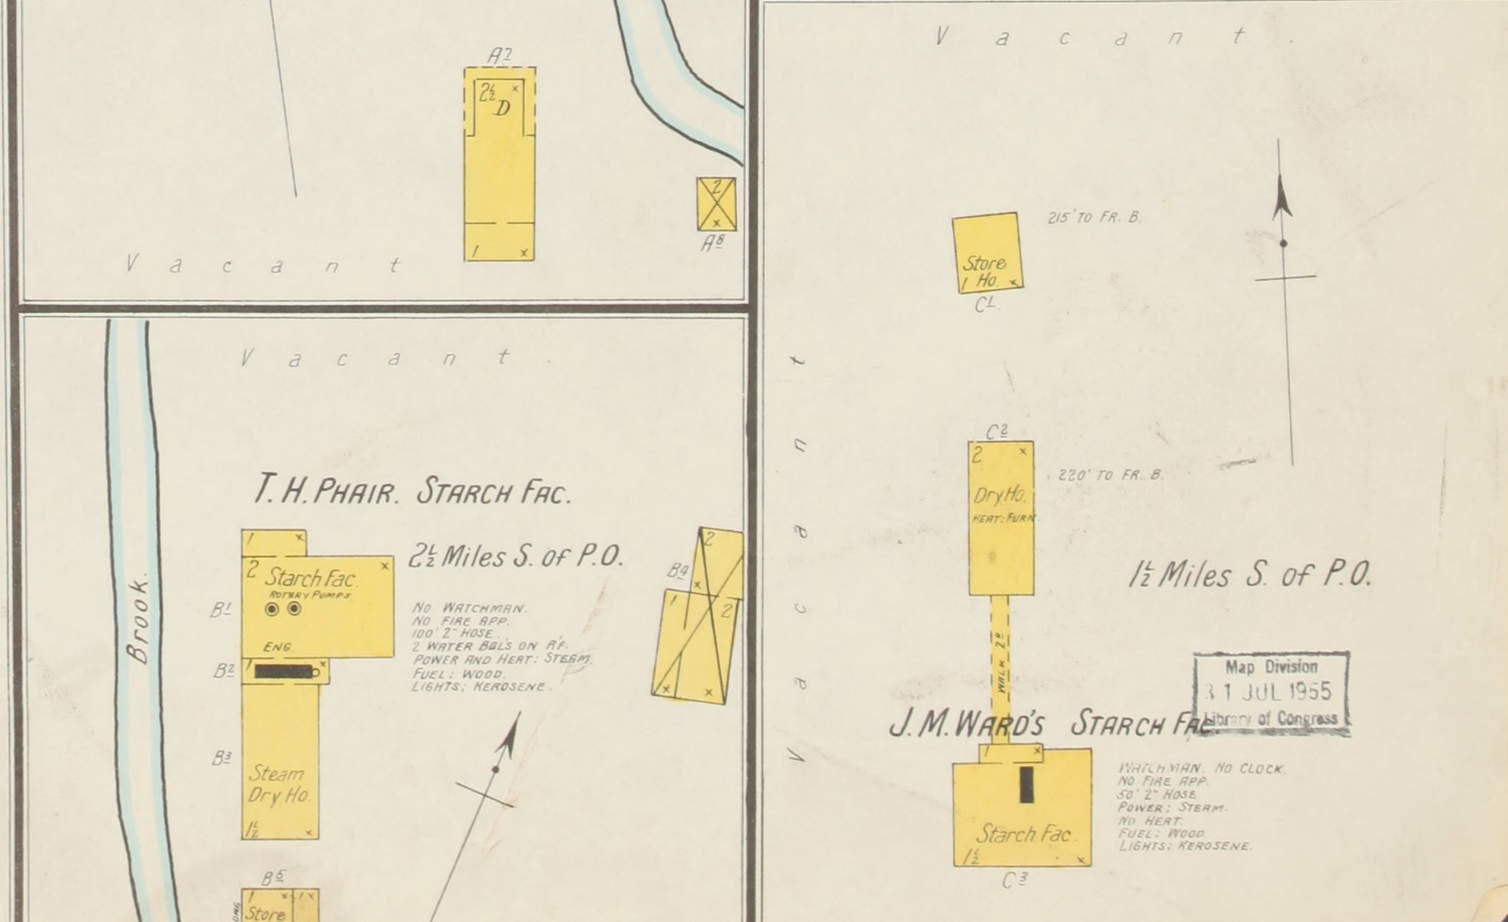 A7
2½ x
D
2
x
A8
1 x
Vacant
Vacant.
T. H. PHAIR. STARCH FAC.
2½ Miles S. of P.O.
Brook.
1 x
2 Starch Fac. x
ROTARY PUMPS
B1
ENG.
NO WATCHMAN.
NO FIRE APP.
100' 2" HOSE.
2 WATER BBL'S ON R'F.
POWER AND HEAT; STEAM.
FUEL; WOOD.
LIGHTS; KEROSENE.
B2
1 x
B3
Steam
Dry Ho.
1½ x
B4
2
x
1
2
x x
B5
1 x 1 x
Store
Vacant.
215' TO FR. B.
Store
1 Ho. x
C1
Vacant
C2
2 x
Dry Ho.
HEAT; FURN.
220' TO FR. B.
1½ Miles S. of P.O.
WALK 2º
Map Division
31 JUL 1955
Library of Congress
J. M. WARD'S STARCH FAC.
1 x
Starch Fac
1½ x
C3
WATCHMAN. NO CLOCK.
NO FIRE APP.
50' 2" HOSE
POWER; STEAM.
NO HEAT.
FUEL; WOOD.
LIGHTS; KEROSENE.